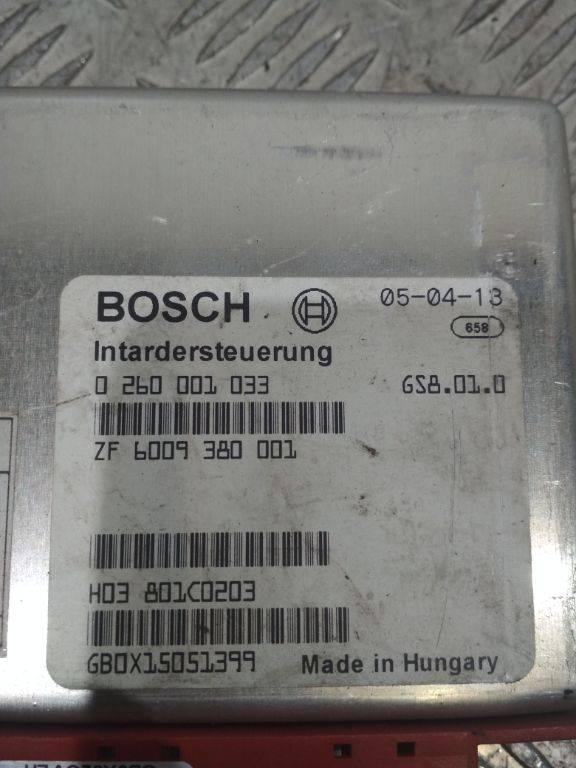 BOSCH 05-04-13
658
Intardersteuerung
0 260 001 033 GS8.01.0
ZF 6009 380 001
H03 801C0203
GB0X15051399 Made in Hungary